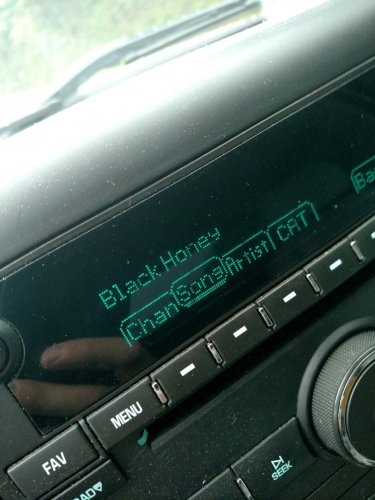 Black Honey
Chan Song Artist CAT
MENU
FAV
SEEK